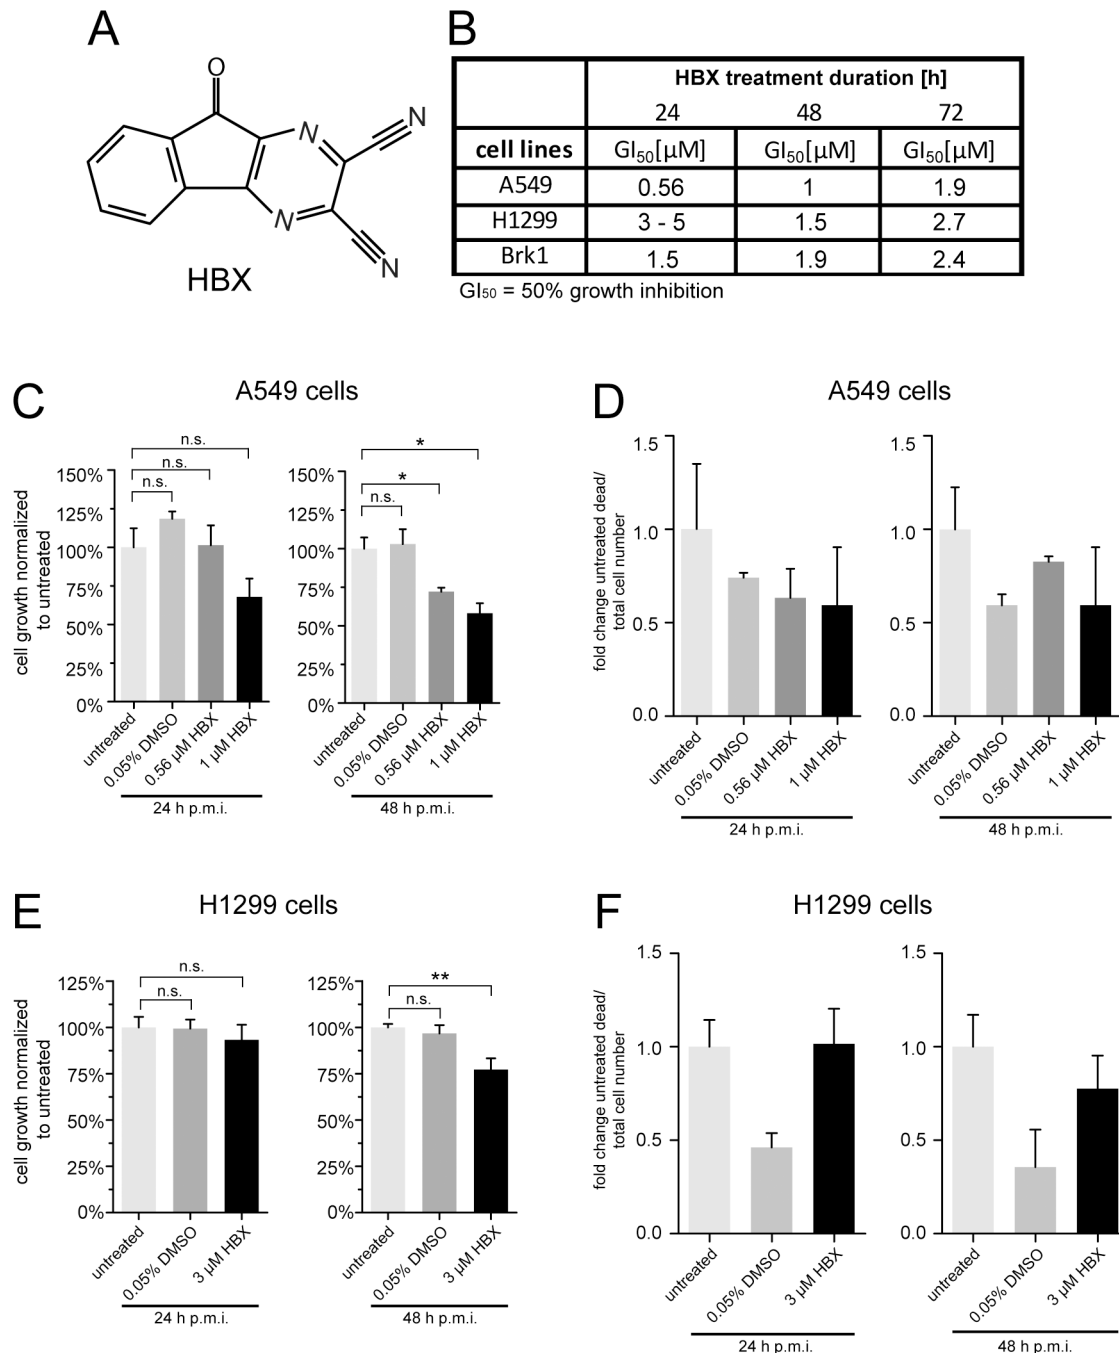 A
O
N
N
N
N
HBX
B
HBX treatment duration [h]
24 48 72
cell lines GI50[µM] GI50[µM] GI50[µM]
A549 0.56 1 1.9
H1299 3 - 5 1.5 2.7
Brk1 1.5 1.9 2.4
GI50 = 50% growth inhibition
C
A549 cells
cell growth normalized
to untreated
150%
125%
100%
75%
50%
25%
0%
n.s.
n.s.
n.s.
untreated
0.05% DMSO
0.56 µM HBX
1 µM HBX
24 h p.m.i.
150%
125%
100%
75%
50%
25%
0%
*
*
n.s.
untreated
0.05% DMSO
0.56 µM HBX
1 µM HBX
48 h p.m.i.
D
A549 cells
fold change untreated dead/
total cell number
1.5
1.0
0.5
0.0
untreated
0.05% DMSO
0.56 µM HBX
1 µM HBX
24 h p.m.i.
1.5
1.0
0.5
0.0
untreated
0.05% DMSO
0.56 µM HBX
1 µM HBX
48 h p.m.i.
E
H1299 cells
cell growth normalized
to untreated
125%
100%
75%
50%
25%
0%
n.s.
n.s.
untreated
0.05% DMSO
3 µM HBX
24 h p.m.i.
125%
100%
75%
50%
25%
0%
**
n.s.
untreated
0.05% DMSO
3 µM HBX
48 h p.m.i.
F
H1299 cells
fold change untreated dead/
total cell number
1.5
1.0
0.5
0.0
untreated
0.05% DMSO
3 µM HBX
24 h p.m.i.
1.5
1.0
0.5
0.0
untreated
0.05% DMSO
3 µM HBX
48 h p.m.i.